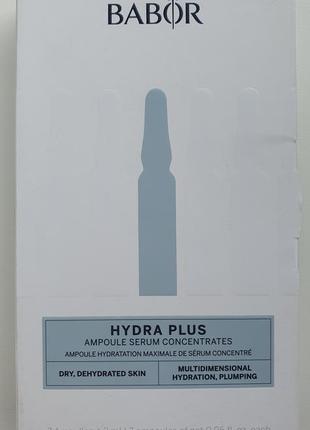 BABOR
HYDRA PLUS
AMPOULE SERUM CONCENTRATES
AMPOULE HYDRATATION MAXIMALE DE SÉRUM CONCENTRÉ
DRY, DEHYDRATED SKIN
MULTIDIMENSIONAL
HYDRATION, PLUMPING